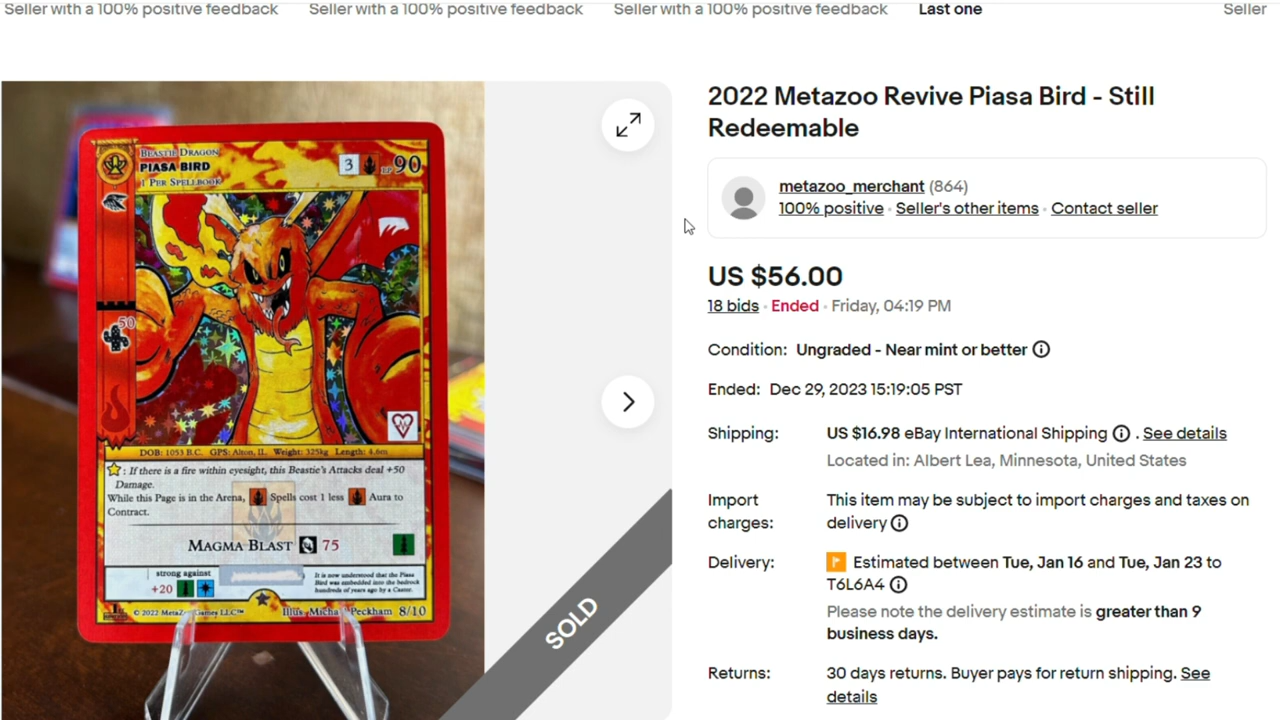 Seller with a 100% positive feedback
Seller with a 100% positive feedback
Seller with a 100% positive feedback
Last one
Seller
BEASTIE DRAGON
PIASA BIRD
1 PER SPELLBOOK
3
90
50
DOB: 1053 B.C. GPS: Alton, IL. Weight: 325kg Length: 4.6m
: If there is a fire within eyesight, this Beastie's Attacks deal +50
Damage.
While this Page is in the Arena, Spells cost 1 less Aura to
Contract.
MAGMA BLAST 75
strong against
+20
It is now understood that the Piasa
Bird was embedded into the bedrock
hundreds of years ago by a Caster.
© 2022 MetaZoo Games LLC™ Illus. Micha Peckham 8/10
SOLD
2022 Metazoo Revive Piasa Bird - Still
Redeemable
metazoo_merchant (864)
100% positive · Seller's other items · Contact seller
US $56.00
18 bids · Ended · Friday, 04:19 PM
Condition: Ungraded - Near mint or better
Ended: Dec 29, 2023 15:19:05 PST
Shipping: US $16.98 eBay International Shipping . See details
Located in: Albert Lea, Minnesota, United States
Import This item may be subject to import charges and taxes on
charges: delivery
Delivery: Estimated between Tue, Jan 16 and Tue, Jan 23 to
T6L6A4
Please note the delivery estimate is greater than 9
business days.
Returns: 30 days returns. Buyer pays for return shipping. See
details